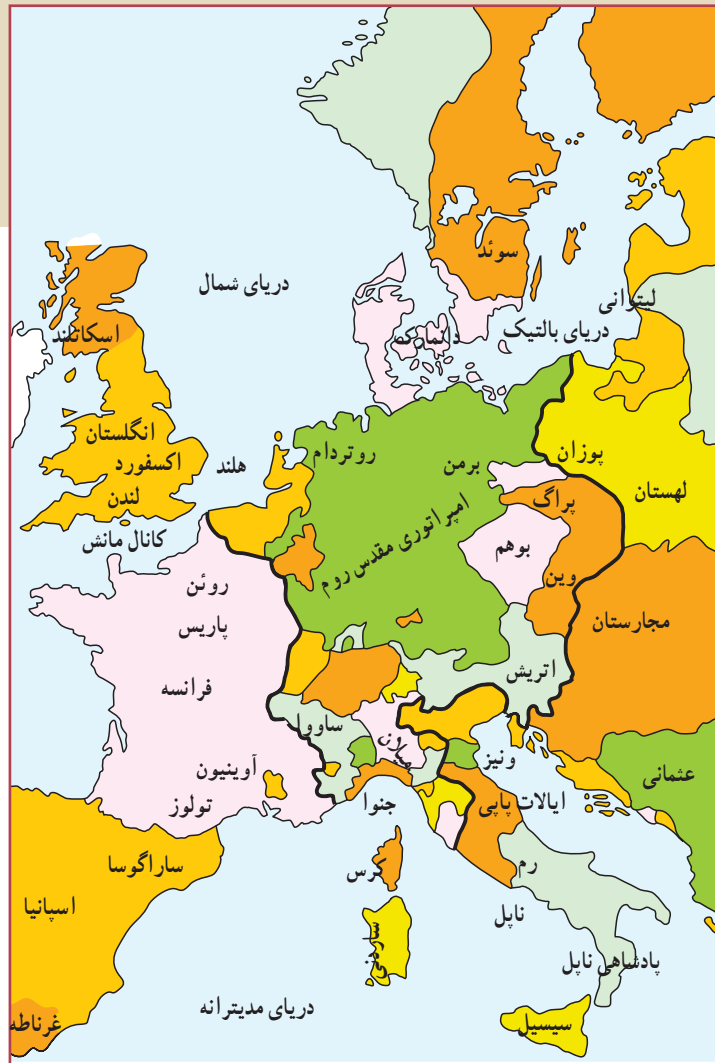 سوئد
دریای شمال
لیتوانی
دریای بالتیک
دانمارک
اسکاتلند
انگلستان
اکسفورد
لندن
هلند
روتردام
برمن
پوزان
لهستان
پراگ
امپراتوری مقدس روم
کانال مانش
بوهم
وین
روئن
پاریس
مجارستان
فرانسه
اتریش
ساووا
میلان
ونیز
عثمانی
آوینیون
تولوز
جنوا
ایالات پاپی
ساراگوسا
کرس
رم
اسپانیا
ناپل
ساردنی
پادشاهی ناپل
دریای مدیترانه
سیسیل
غرناطه